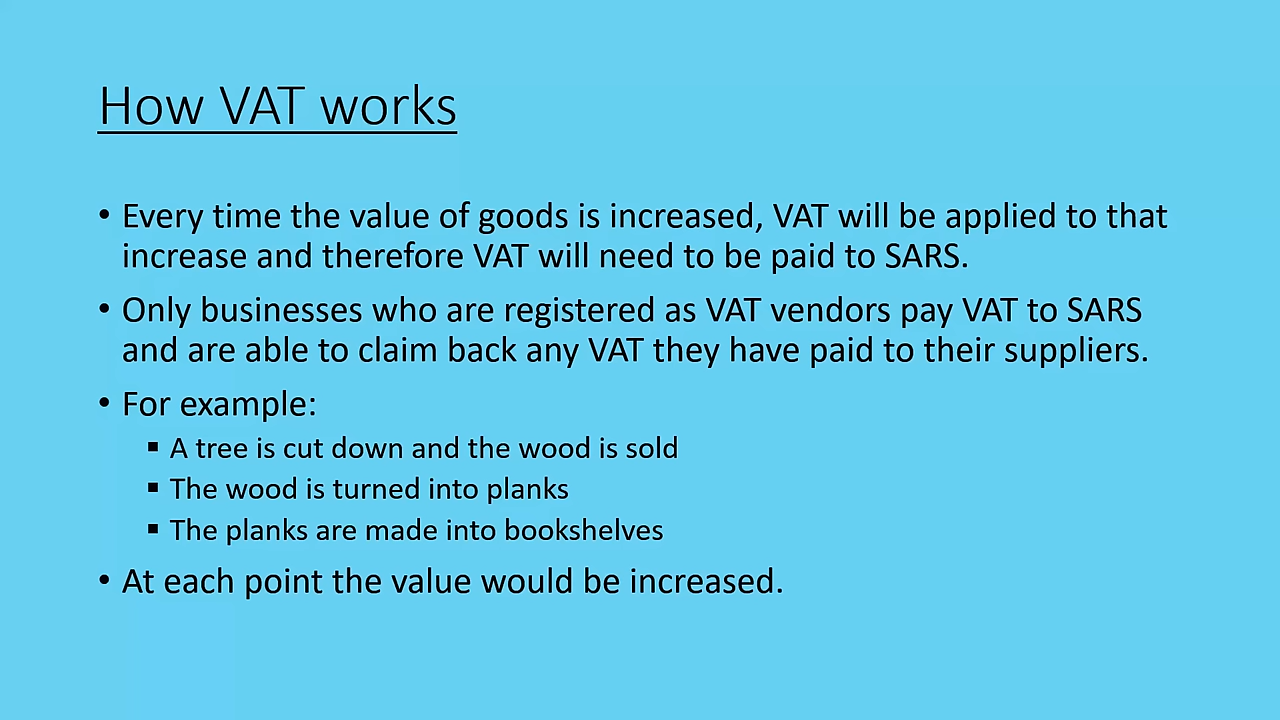 How VAT works
• Every time the value of goods is increased, VAT will be applied to that
increase and therefore VAT will need to be paid to SARS.
• Only businesses who are registered as VAT vendors pay VAT to SARS
and are able to claim back any VAT they have paid to their suppliers.
• For example:
▪ A tree is cut down and the wood is sold
▪ The wood is turned into planks
▪ The planks are made into bookshelves
• At each point the value would be increased.